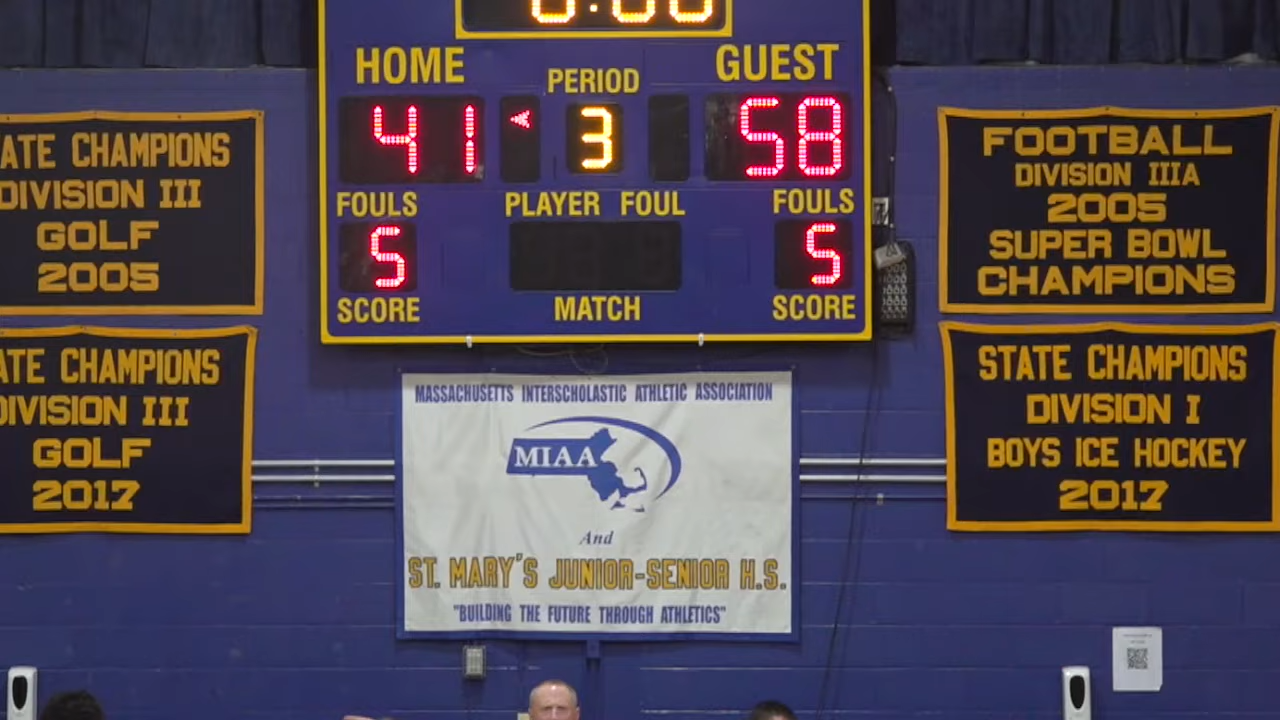 0:00
HOME
PERIOD
GUEST
41
3
58
FOULS
PLAYER FOUL
FOULS
5
5
SCORE
MATCH
SCORE
ATE CHAMPIONS
DIVISION III
GOLF
2005
TATE CHAMPIONS
DIVISION III
GOLF
2017
FOOTBALL
DIVISION IIIA
2005
SUPER BOWL
CHAMPIONS
STATE CHAMPIONS
DIVISION I
BOYS ICE HOCKEY
2017
MASSACHUSETTS INTERSCHOLASTIC ATHLETIC ASSOCIATION
MIAA
And
ST. MARY'S JUNIOR-SENIOR H.S.
"BUILDING THE FUTURE THROUGH ATHLETICS"